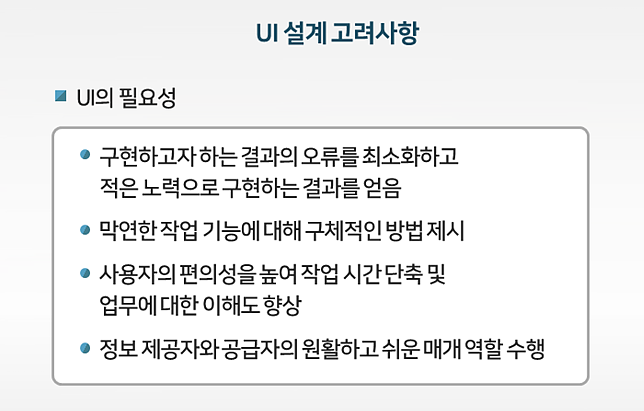 UI 설계 고려사항
UI의 필요성
구현하고자 하는 결과의 오류를 최소화하고
적은 노력으로 구현하는 결과를 얻음
막연한 작업 기능에 대해 구체적인 방법 제시
사용자의 편의성을 높여 작업 시간 단축 및
업무에 대한 이해도 향상
정보 제공자와 공급자의 원활하고 쉬운 매개 역할 수행